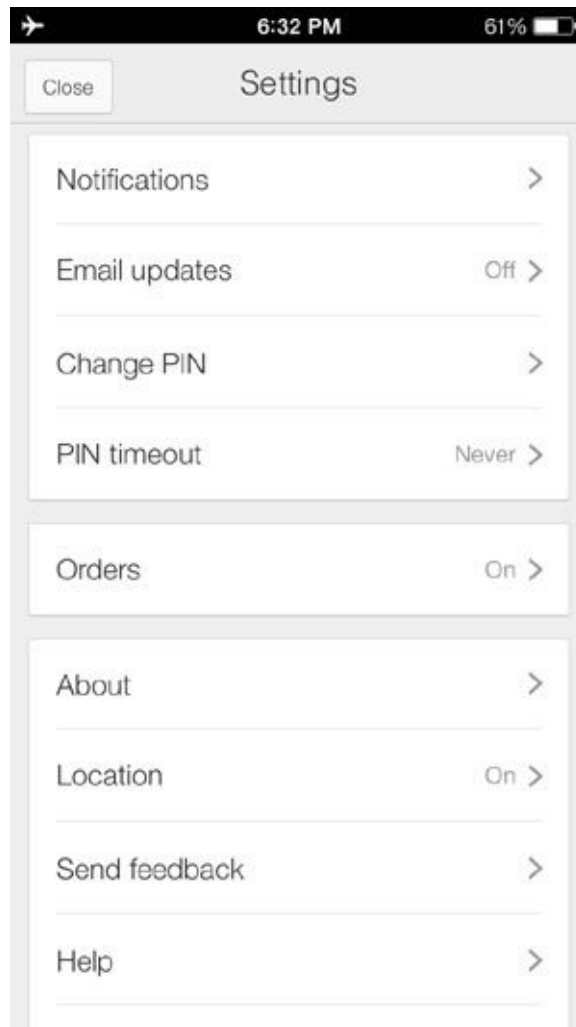 6:32 PM 61%
Close Settings
Notifications
Email updates Off
Change PIN
PIN timeout Never
Orders On
About
Location On
Send feedback
Help